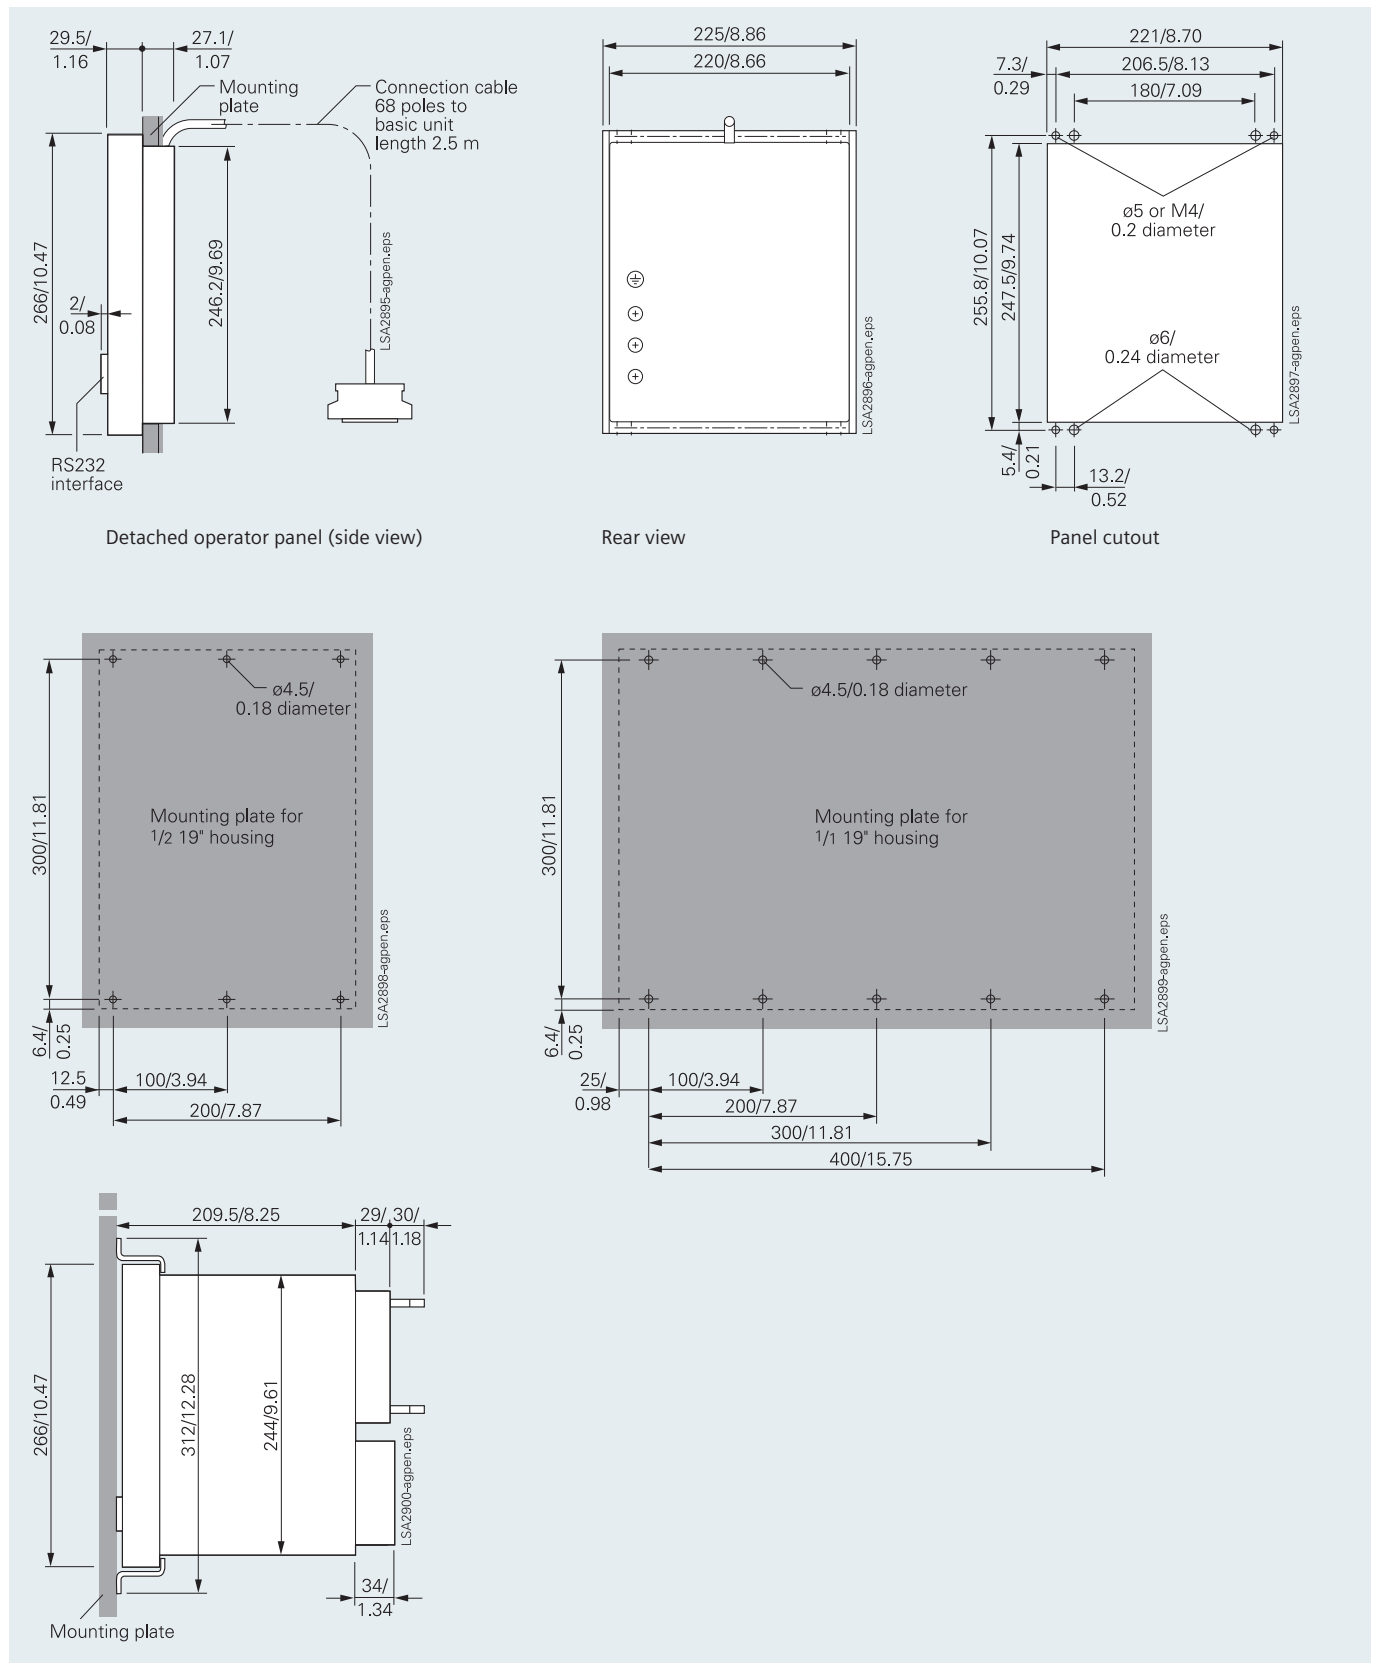 29.5/
1.16
27.1/
1.07
Mounting
plate
Connection cable
68 poles to
basic unit
length 2.5 m
266/10.47
246.2/9.69
2/
0.08
LSA2895-agpen.eps
RS232
interface
Detached operator panel (side view)
225/8.86
220/8.66
LSA2896-agpen.eps
Rear view
221/8.70
7.3/
0.29
206.5/8.13
180/7.09
ø5 or M4/
0.2 diameter
255.8/10.07
247.5/9.74
ø6/
0.24 diameter
LSA2897-agpen.eps
5.4/
0.21
13.2/
0.52
Panel cutout
ø4.5/
0.18 diameter
300/11.81
Mounting plate for
1/2 19" housing
LSA2898-agpen.eps
6.4/
0.25
12.5
0.49
100/3.94
200/7.87
ø4.5/0.18 diameter
300/11.81
Mounting plate for
1/1 19" housing
LSA2899-agpen.eps
6.4/
0.25
25/
0.98
100/3.94
200/7.87
300/11.81
400/15.75
209.5/8.25
29/
1.14
30/
1.18
266/10.47
312/12.28
244/9.61
LSA2900-agpen.eps
34/
1.34
Mounting plate